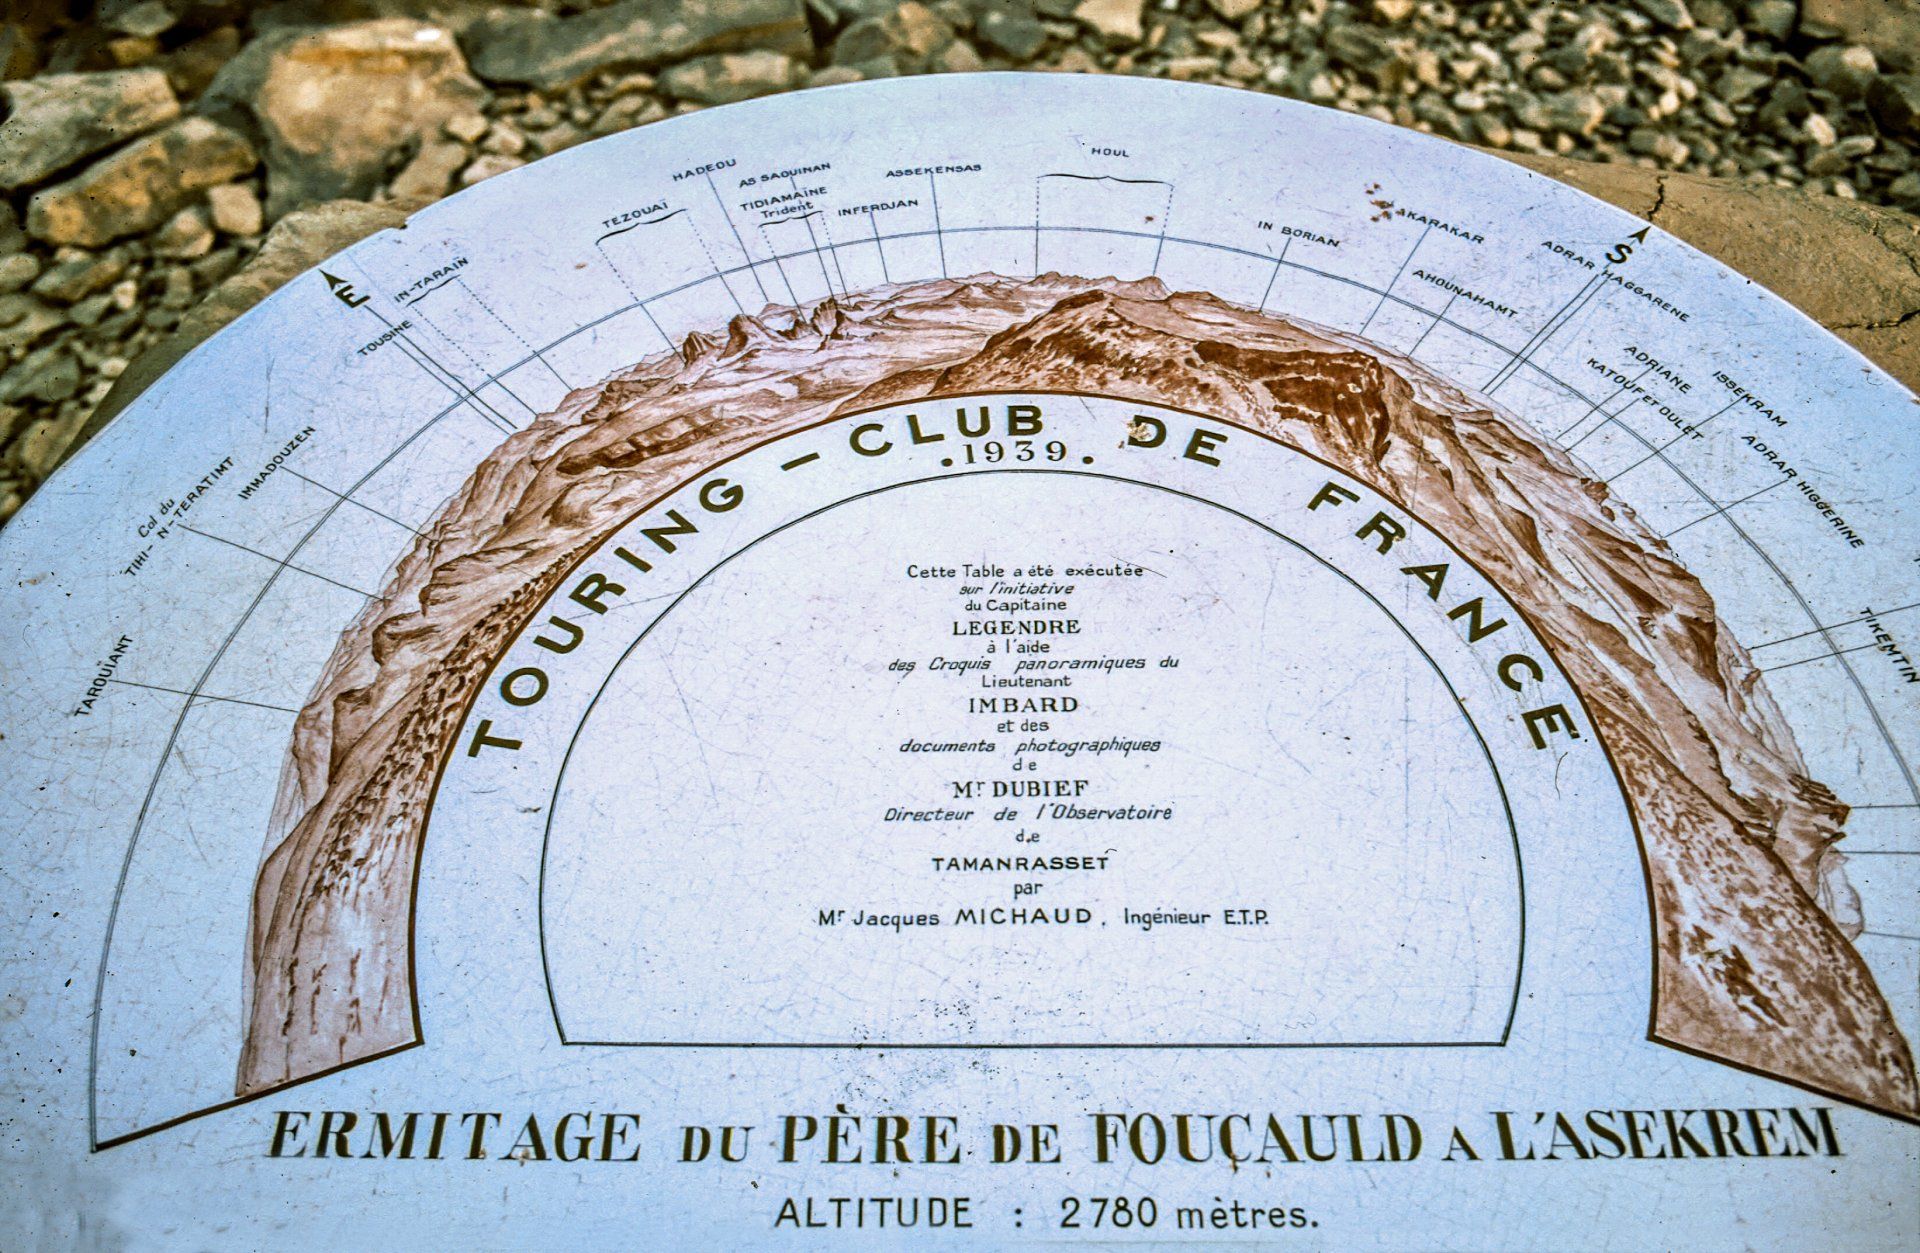 HOUL
HADEOU
AS SAOUINAN
ASSEKENSAS
TIDIAMAÏNE
Trident
INFERDJAN
TEZOUAÏ
IN BORIAN
AKARAKAR
S
ADRAR HAGGARENE
AHOUNAHAMT
E
IN-TARAIN
TOUSINE
ADRIANE
KATOUF ET OULET
ISSEKRAM
ADRAR HIGGERINE
IMMADOUZEN
Col du
TIHI-N-TERATIMT
TAROUÏANT
TIKEMTIN
TOURING-CLUB DE FRANCE
.1939.
Cette Table a été exécutée
sur l'initiative
du Capitaine
LEGENDRE
à l'aide
des Croquis panoramiques du
Lieutenant
IMBARD
et des
documents photographiques
de
Mr DUBIEF
Directeur de l'Observatoire
de
TAMANRASSET
par
Mr Jacques MICHAUD, Ingénieur E.T.P.
ERMITAGE DU PÈRE DE FOUÇAULD A L'ASEKREM
ALTITUDE : 2780 mètres.